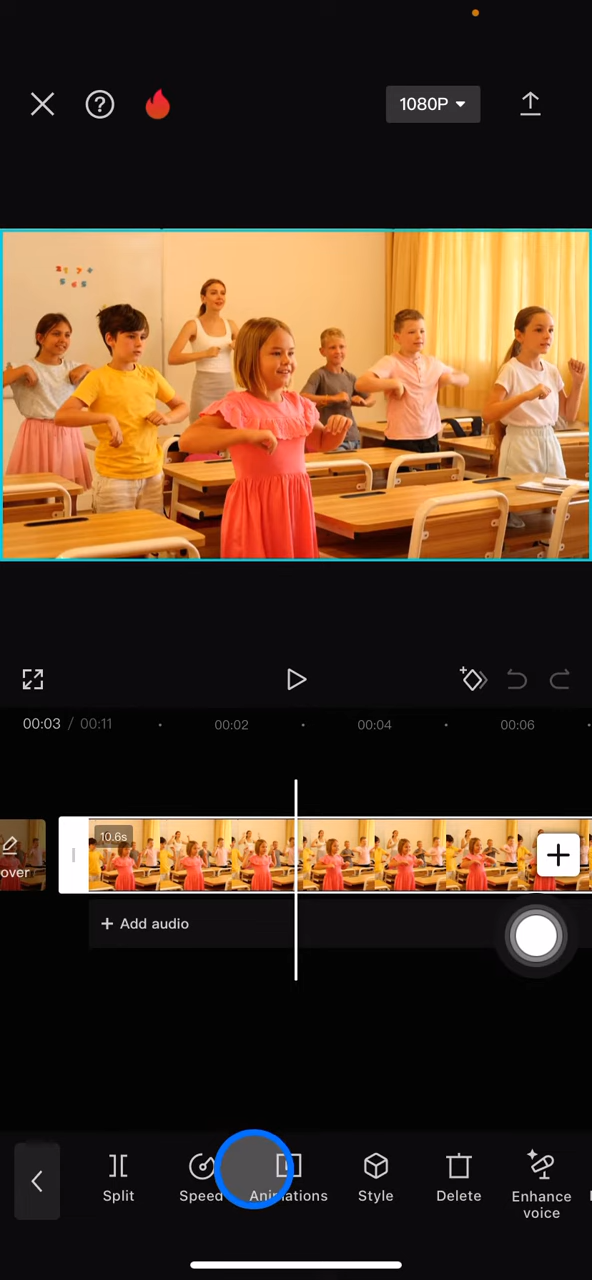 ?
1080P
00:03 / 00:11
00:02
00:04
00:06
over
10.6s
+ Add audio
Split
Speed
Animations
Style
Delete
Enhance
voice